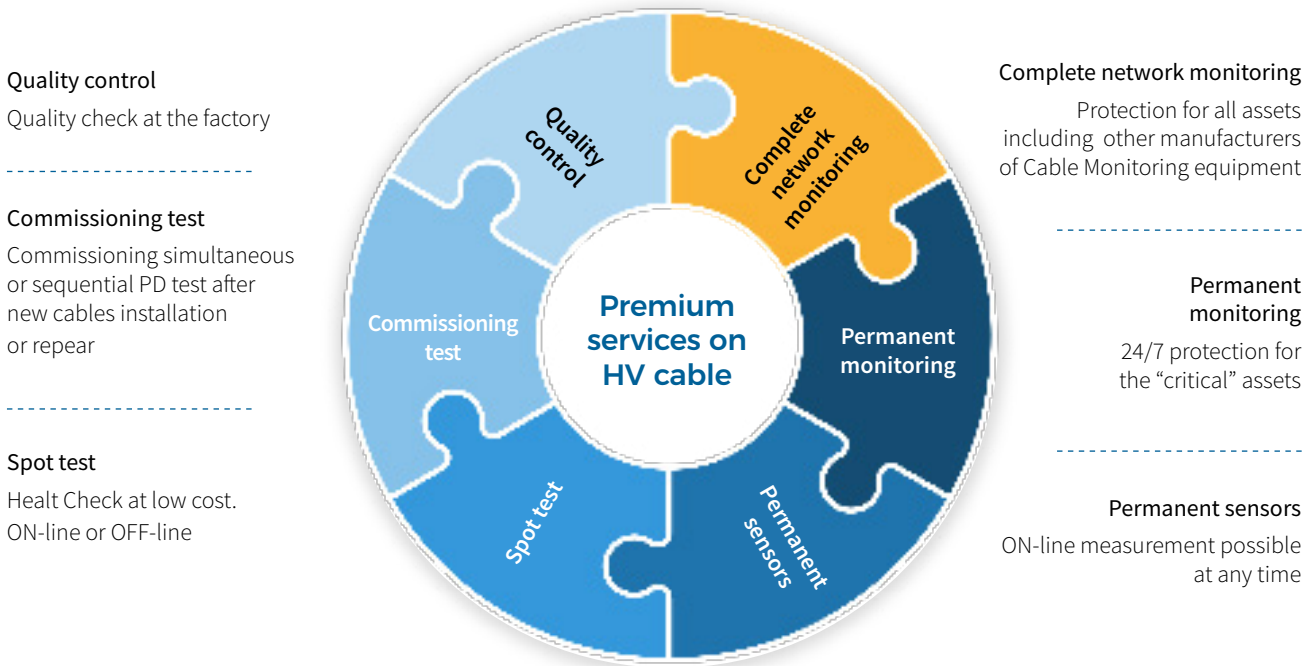 Quality control
Quality check at the factory
Commissioning test
Commissioning simultaneous
or sequential PD test after
new cables installation
or repear
Spot test
Healt Check at low cost.
ON-line or OFF-line
Quality
control
Complete
network
monitoring
Commissioning
test
Premium
services on
HV cable
Permanent
monitoring
Spot test
Permanent
sensors
Complete network monitoring
Protection for all assets
including other manufacturers
of Cable Monitoring equipment
Permanent
monitoring
24/7 protection for
the “critical” assets
Permanent sensors
ON-line measurement possible
at any time